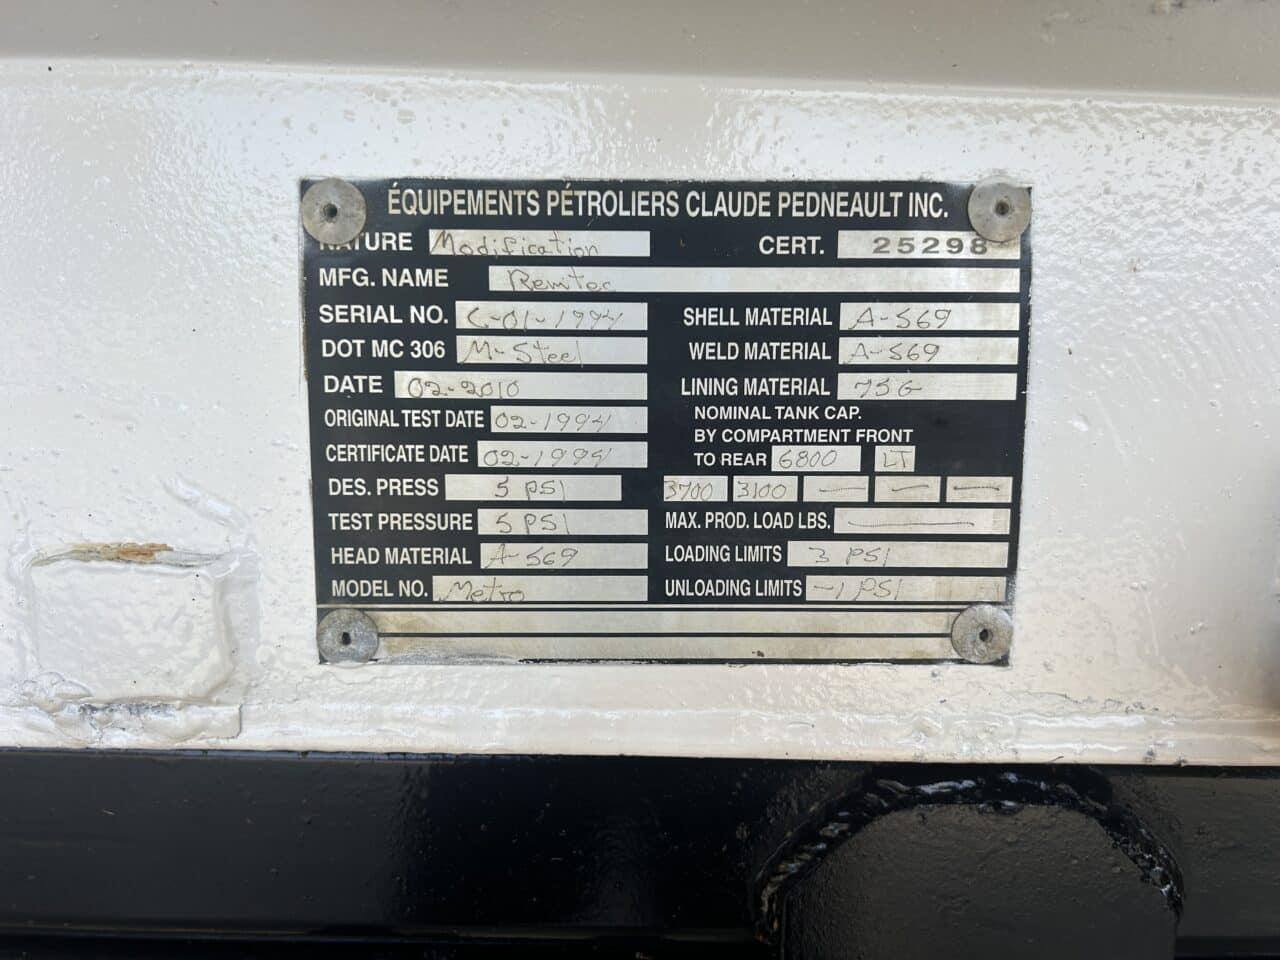 ÉQUIPEMENTS PÉTROLIERS CLAUDE PEDNEAULT INC.
NATURE Modification CERT. 25298
MFG. NAME Remtec
SERIAL NO. C-01-1994 SHELL MATERIAL A-569
DOT MC 306 M-Steel WELD MATERIAL A-569
DATE 02-2010 LINING MATERIAL 75G
ORIGINAL TEST DATE 02-1994 NOMINAL TANK CAP.
BY COMPARTMENT FRONT
CERTIFICATE DATE 02-1994 TO REAR 6800 LT
DES. PRESS 5 PSI 3700 3100 — — —
TEST PRESSURE 5 PSI MAX. PROD. LOAD LBS. —
HEAD MATERIAL A-569 LOADING LIMITS 3 PSI
MODEL NO. Metro UNLOADING LIMITS -1 PSI